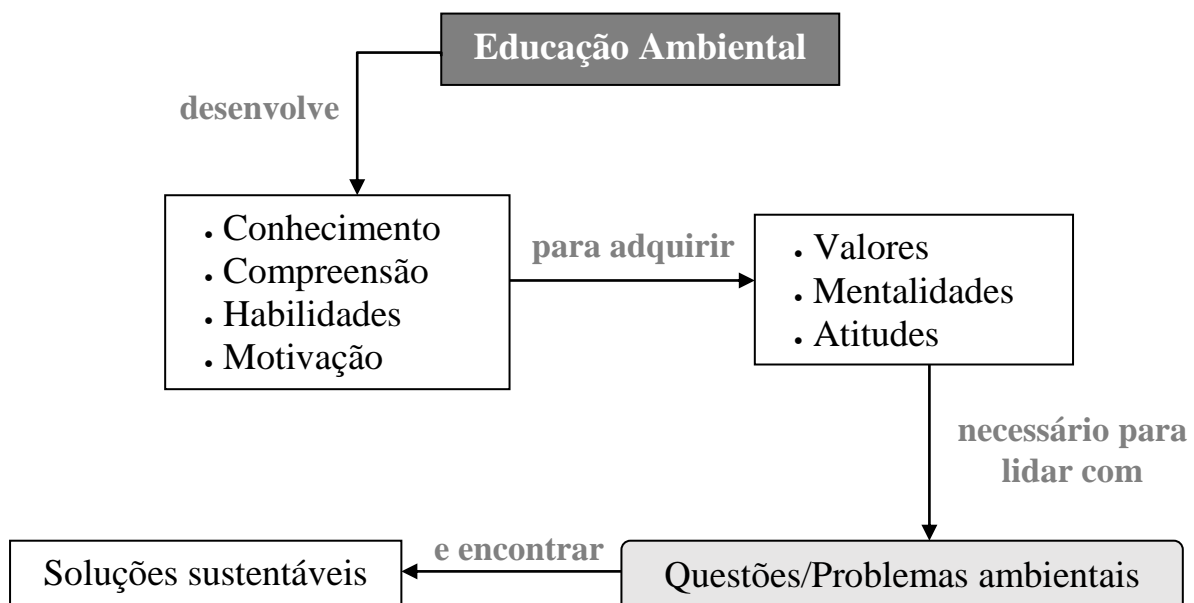 Educação Ambiental
desenvolve
• Conhecimento
• Compreensão
• Habilidades
• Motivação
para adquirir
• Valores
• Mentalidades
• Atitudes
necessário para
lidar com
Questões/Problemas ambientais
e encontrar
Soluções sustentáveis